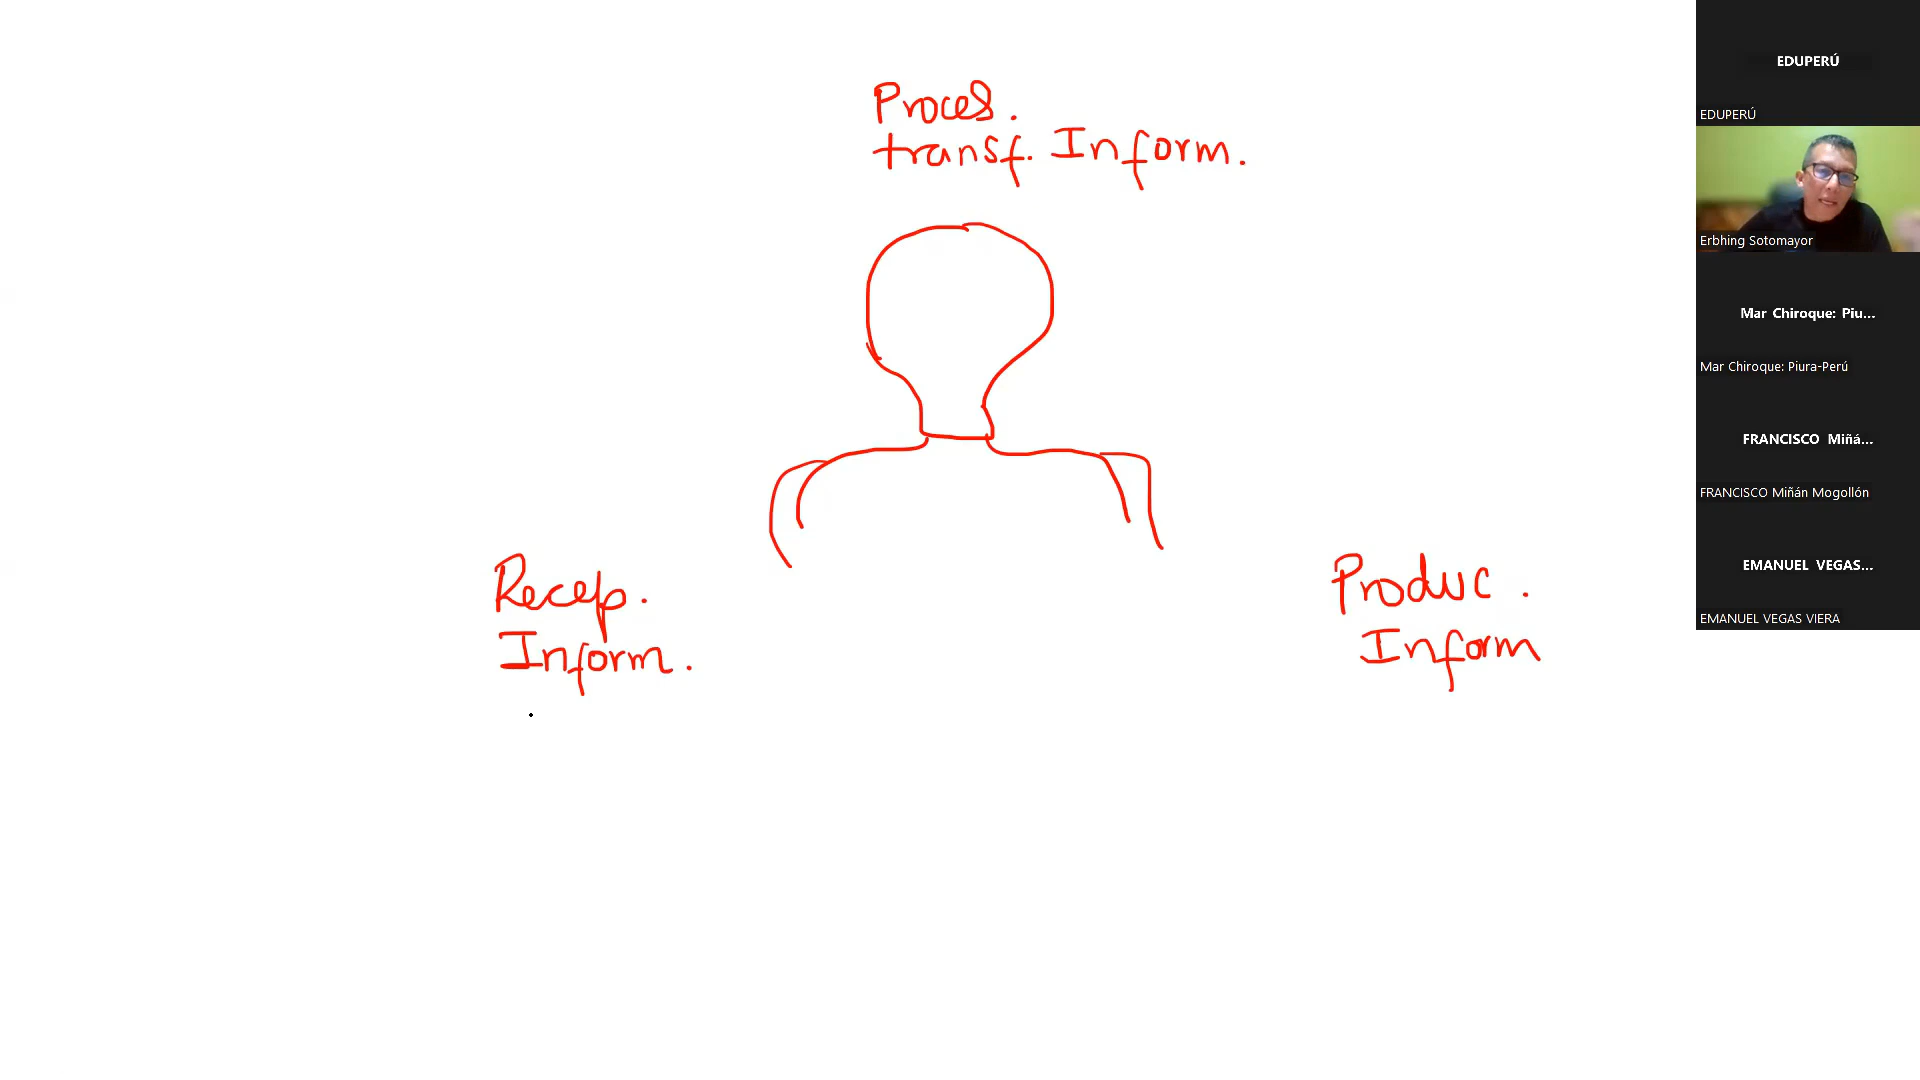 Proces.
transf. Inform.
Recep.
Inform.
Produc.
Inform
EDUPERÚ
EDUPERÚ
Erbhing Sotomayor
Mar Chiroque: Piu...
Mar Chiroque: Piura-Perú
FRANCISCO Miñá...
FRANCISCO Miñán Mogollón
EMANUEL VEGAS...
EMANUEL VEGAS VIERA